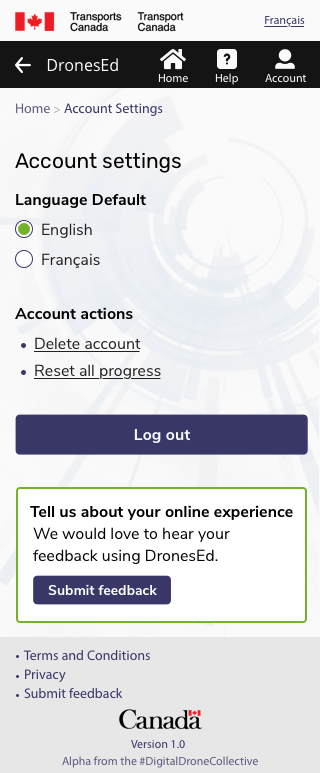 Transports Canada
Transport Canada
Français
DronesEd
Home
Help
Account
Home > Account Settings
Account settings
Language Default
English
Français
Account actions
• Delete account
• Reset all progress
Log out
Tell us about your online experience
We would love to hear your
feedback using DronesEd.
Submit feedback
• Terms and Conditions
• Privacy
• Submit feedback
Canada
Version 1.0
Alpha from the #DigitalDroneCollective